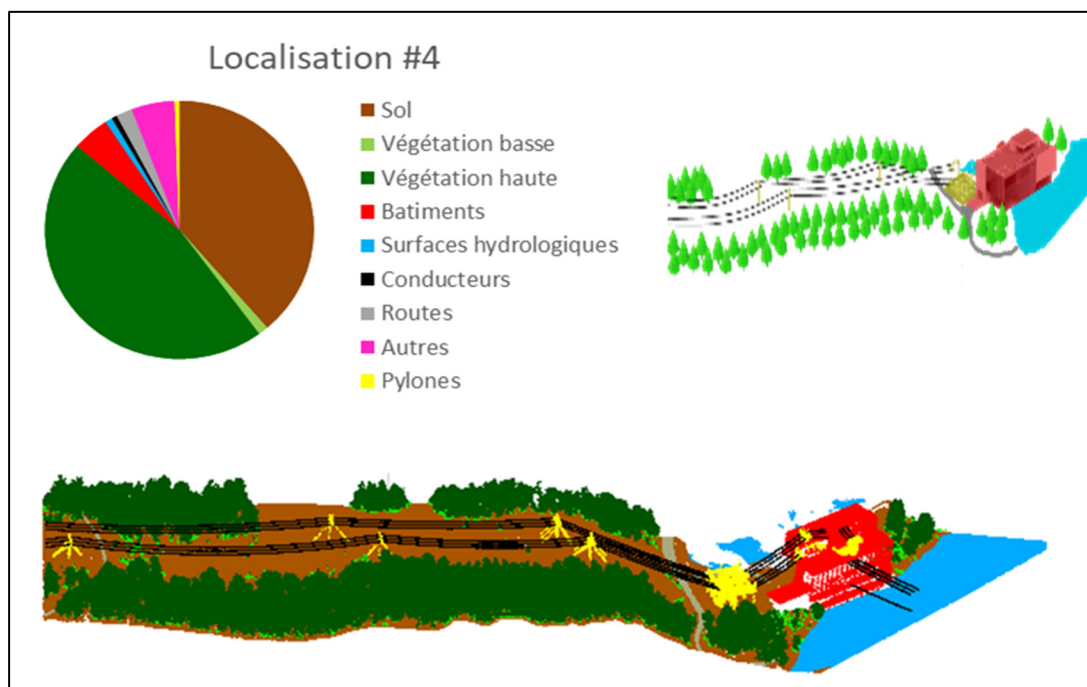 Localisation #4
Sol
Végétation basse
Végétation haute
Batiments
Surfaces hydrologiques
Conducteurs
Routes
Autres
Pylones